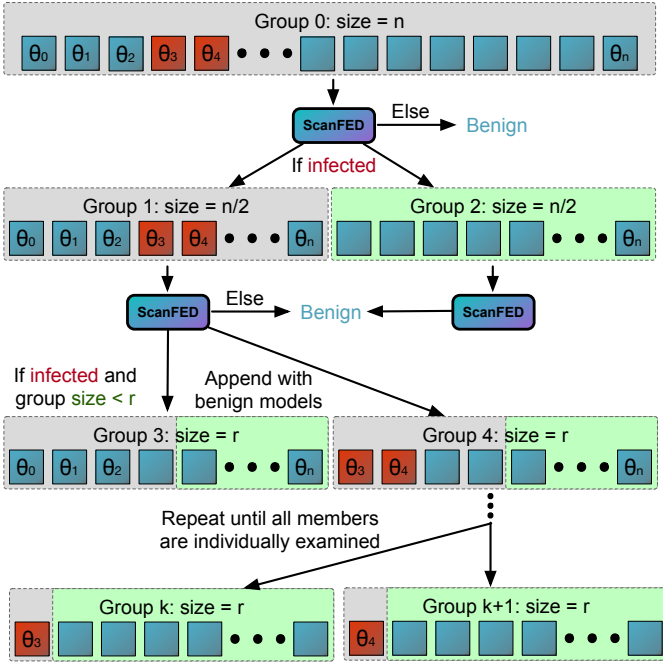 Group 0: size = n
θ0 θ1 θ2 θ3 θ4 θn
ScanFED
Else
Benign
If infected
Group 1: size = n/2
θ0 θ1 θ2 θ3 θ4 θn
Group 2: size = n/2
θn
ScanFED
Else
Benign
ScanFED
If infected and
group size < r
Append with
benign models
Group 3: size = r
θ0 θ1 θ2 θn
Group 4: size = r
θ3 θ4 θn
Repeat until all members
are individually examined
Group k: size = r
θ3
Group k+1: size = r
θ4